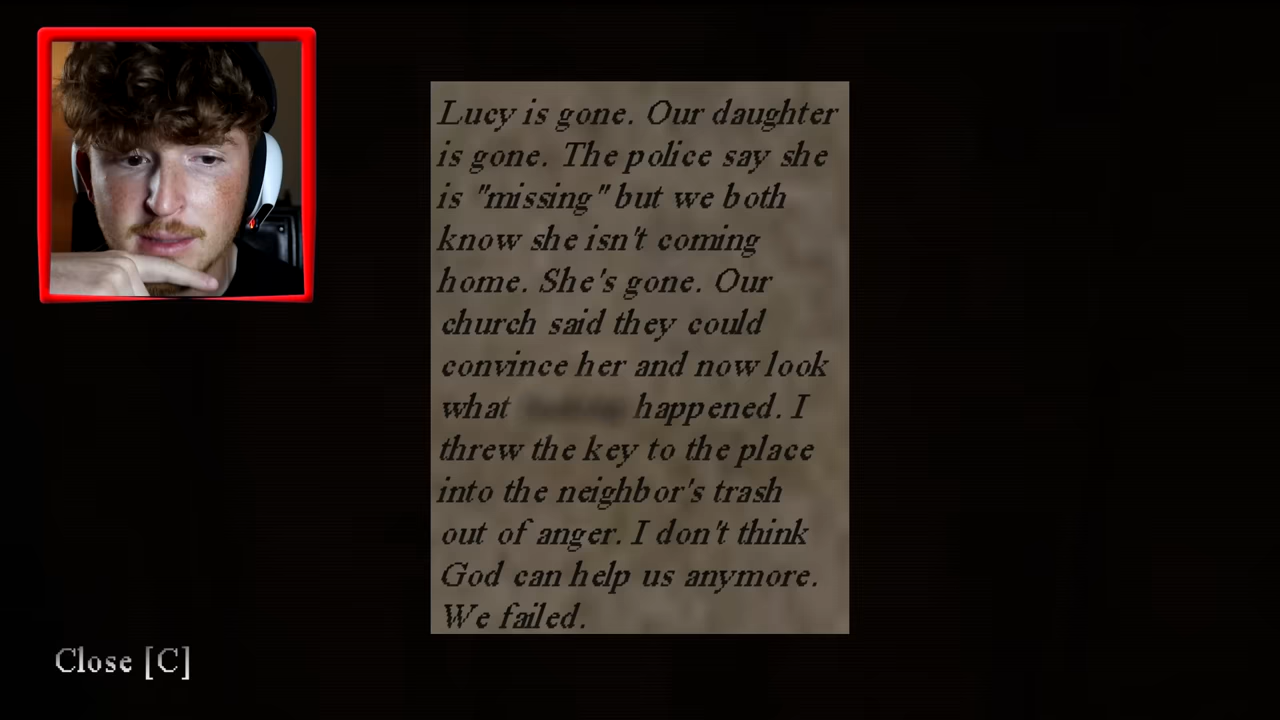 Lucy is gone. Our daughter
is gone. The police say she
is "missing" but we both
know she isn't coming
home. She's gone. Our
church said they could
convince her and now look
what happened. I
threw the key to the place
into the neighbor's trash
out of anger. I don't think
God can help us anymore.
We failed.
Close [C]